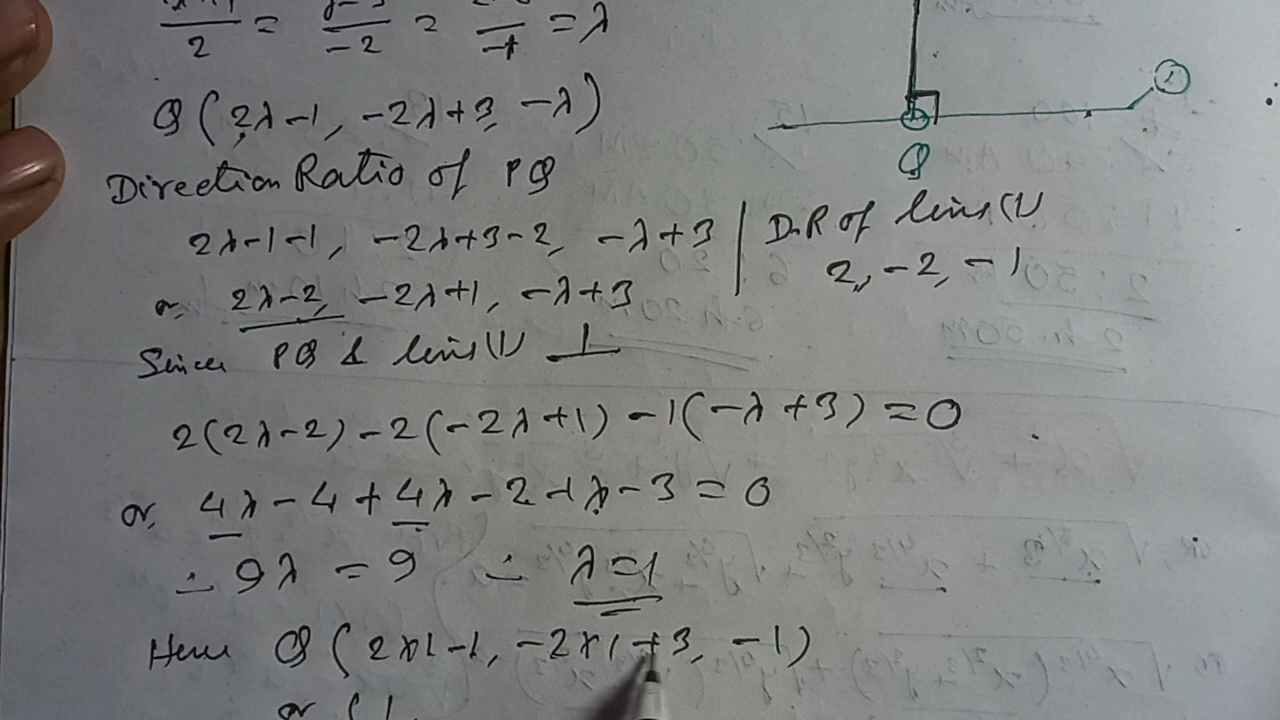 /2 = /-2 = /-1 = λ
Q (2λ-1, -2λ+3, -λ)
Q
Direction Ratio of PQ
2λ-1-1, -2λ+3-2, -λ+3 | D.R of line (1)
2, -2, -1
or, 2λ-2, -2λ+1, -λ+3
Since PQ & line (1) ⊥
2(2λ-2)-2(-2λ+1)-1(-λ+3)=0
or, 4λ-4+4λ-2+λ-3=0
∴ 9λ = 9 ∴ λ=1
Here Q (2×1-1, -2×1+3, -1)
or (1,